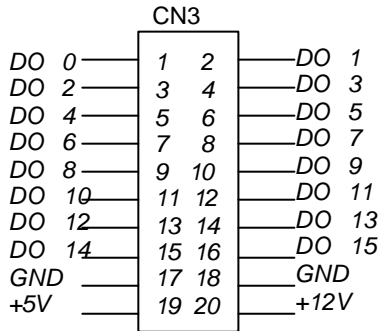 CN3
DO 0 1 2 DO 1
DO 2 3 4 DO 3
DO 4 5 6 DO 5
DO 6 7 8 DO 7
DO 8 9 10 DO 9
DO 10 11 12 DO 11
DO 12 13 14 DO 13
DO 14 15 16 DO 15
GND 17 18 GND
+5V 19 20 +12V